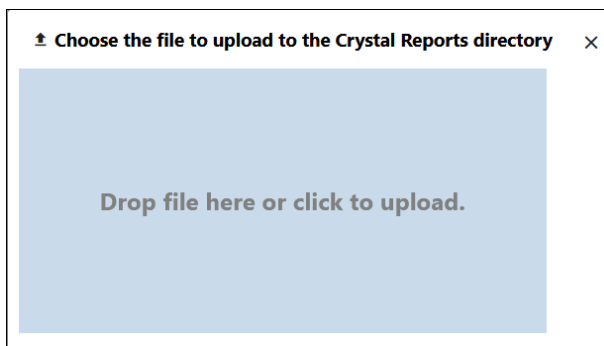 Choose the file to upload to the Crystal Reports directory
Drop file here or click to upload.